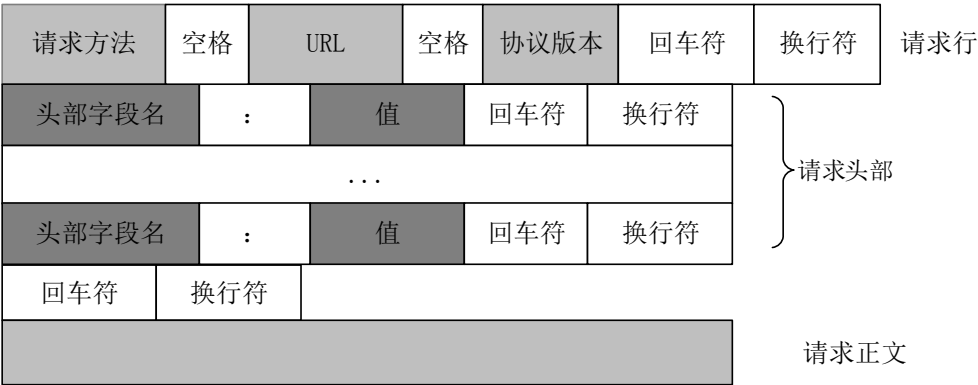 请求方法 空格 URL 空格 协议版本 回车符 换行符 请求行
头部字段名 : 值 回车符 换行符
...
请求头部
头部字段名 : 值 回车符 换行符
回车符 换行符
请求正文